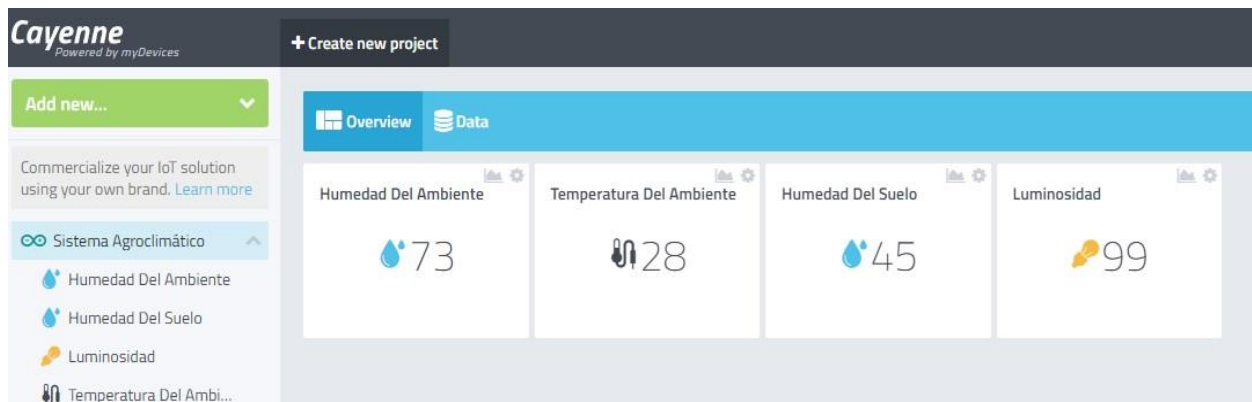 Cayenne
Powered by myDevices
+ Create new project
Add new...
Commercialize your IoT solution
using your own brand. Learn more
Sistema Agroclimático
Humedad Del Ambiente
Humedad Del Suelo
Luminosidad
Temperatura Del Ambi...
Overview
Data
Humedad Del Ambiente
73
Temperatura Del Ambiente
28
Humedad Del Suelo
45
Luminosidad
99